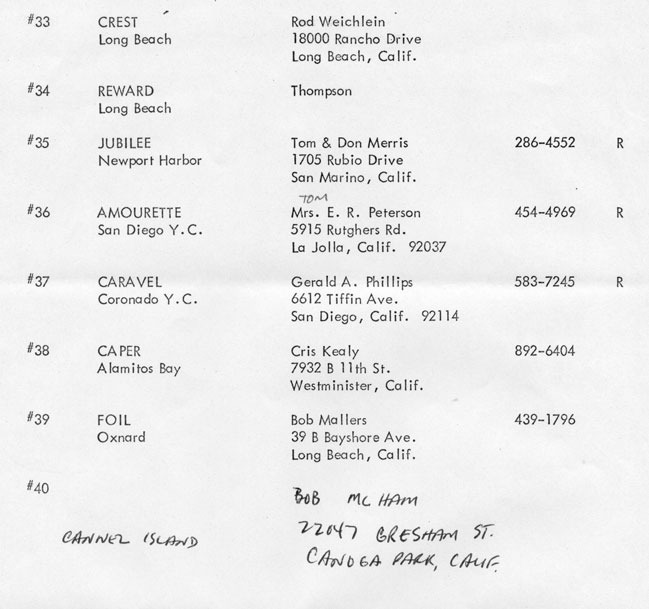 #33 CREST Rod Weichlein
Long Beach 18000 Rancho Drive
Long Beach, Calif.
#34 REWARD Thompson
Long Beach
#35 JUBILEE Tom & Don Merris 286-4552 R
Newport Harbor 1705 Rubio Drive
San Marino, Calif.
TOM
#36 AMOURETTE Mrs. E. R. Peterson 454-4969 R
San Diego Y.C. 5915 Rutghers Rd.
La Jolla, Calif. 92037
#37 CARAVEL Gerald A. Phillips 583-7245 R
Coronado Y.C. 6612 Tiffin Ave.
San Diego, Calif. 92114
#38 CAPER Cris Kealy 892-6404
Alamitos Bay 7932 B 11th St.
Westminister, Calif.
#39 FOIL Bob Mallers 439-1796
Oxnard 39 B Bayshore Ave.
Long Beach, Calif.
#40 BOB MCHAM
CANNEL ISLAND 22047 GRESHAM ST.
CANOGA PARK, CALIF.